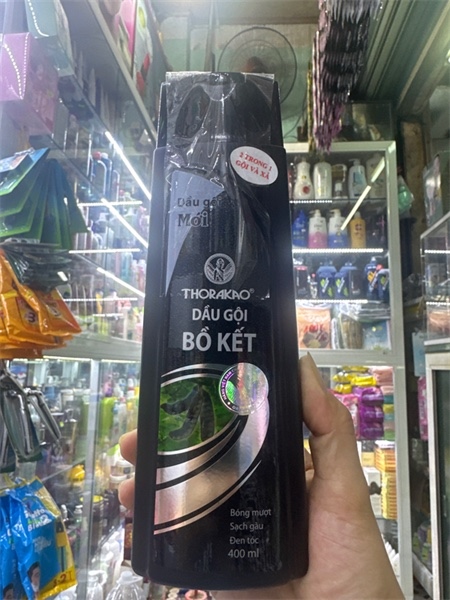 2 TRONG 1
GỘI VÀ XẢ
Dầu gội
Mới
THORAKAO®
DẦU GỘI
BỒ KẾT
Bóng mượt
Sạch gàu
Đen tóc
400 ml